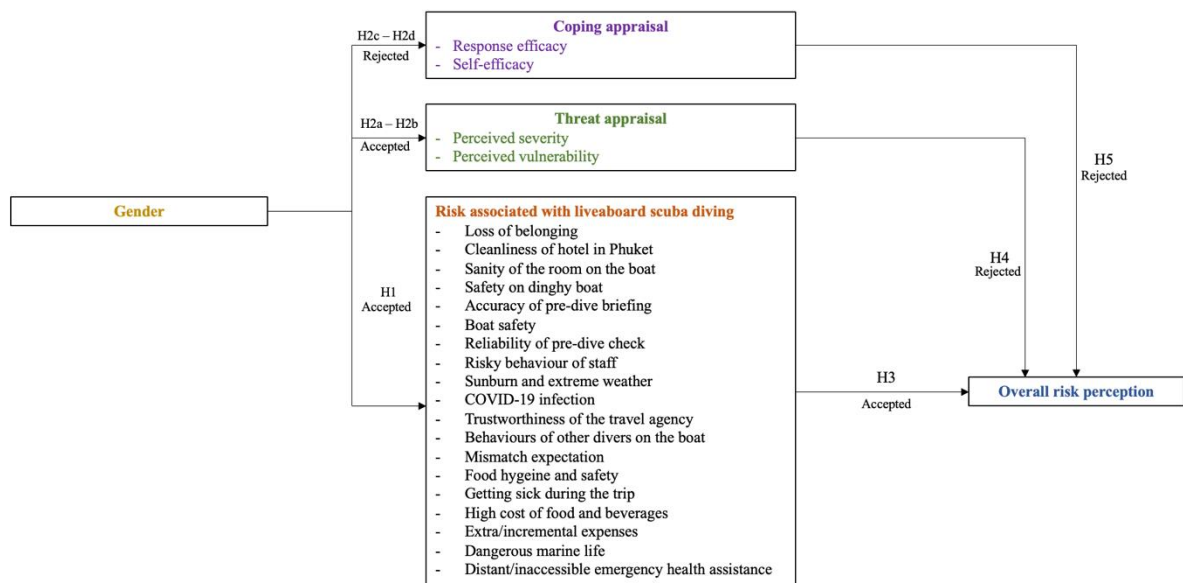 Coping appraisal
- Response efficacy
- Self-efficacy
H2c – H2d
Rejected
Threat appraisal
- Perceived severity
- Perceived vulnerability
H2a – H2b
Accepted
Gender
H1
Accepted
Risk associated with liveaboard scuba diving
- Loss of belonging
- Cleanliness of hotel in Phuket
- Sanity of the room on the boat
- Safety on dinghy boat
- Accuracy of pre-dive briefing
- Boat safety
- Reliability of pre-dive check
- Risky behaviour of staff
- Sunburn and extreme weather
- COVID-19 infection
- Trustworthiness of the travel agency
- Behaviours of other divers on the boat
- Mismatch expectation
- Food hygeine and safety
- Getting sick during the trip
- High cost of food and beverages
- Extra/incremental expenses
- Dangerous marine life
- Distant/inaccessible emergency health assistance
H3
Accepted
H4
Rejected
H5
Rejected
Overall risk perception